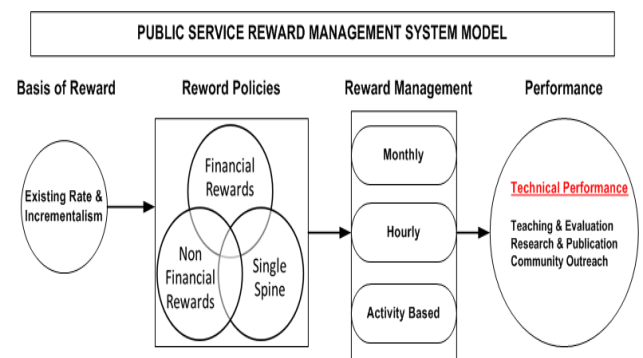 PUBLIC SERVICE REWARD MANAGEMENT SYSTEM MODEL
Basis of Reward
Reword Policies
Reward Management
Performance
Existing Rate &
Incrementalism
Financial
Rewards
Non
Financial
Rewards
Single
Spine
Monthly
Hourly
Activity Based
Technical Performance
Teaching & Evaluation
Research & Publication
Community Outreach